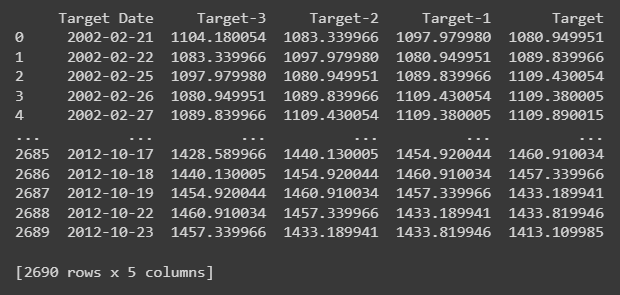 Target Date Target-3 Target-2 Target-1 Target
0 2002-02-21 1104.180054 1083.339966 1097.979980 1080.949951
1 2002-02-22 1083.339966 1097.979980 1080.949951 1089.839966
2 2002-02-25 1097.979980 1080.949951 1089.839966 1109.430054
3 2002-02-26 1080.949951 1089.839966 1109.430054 1109.380005
4 2002-02-27 1089.839966 1109.430054 1109.380005 1109.890015
... ... ... ... ... ...
2685 2012-10-17 1428.589966 1440.130005 1454.920044 1460.910034
2686 2012-10-18 1440.130005 1454.920044 1460.910034 1457.339966
2687 2012-10-19 1454.920044 1460.910034 1457.339966 1433.189941
2688 2012-10-22 1460.910034 1457.339966 1433.189941 1433.819946
2689 2012-10-23 1457.339966 1433.189941 1433.819946 1413.109985
[2690 rows x 5 columns]